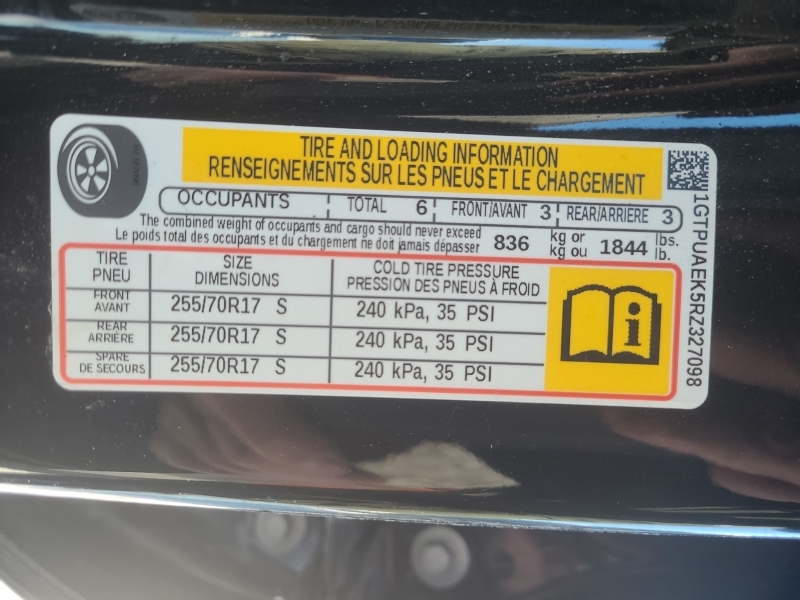 TIRE AND LOADING INFORMATION
RENSEIGNEMENTS SUR LES PNEUS ET LE CHARGEMENT
OCCUPANTS TOTAL 6 FRONT/AVANT 3 REAR/ARRIÈRE 3
The combined weight of occupants and cargo should never exceed
Le poids total des occupants et du chargement ne doit jamais dépasser
836 kg or 1844 lbs.
kg ou lb.
TIRE SIZE COLD TIRE PRESSURE
PNEU DIMENSIONS PRESSION DES PNEUS À FROID
FRONT
AVANT 255/70R17 S 240 kPa, 35 PSI
REAR
ARRIÈRE 255/70R17 S 240 kPa, 35 PSI
SPARE
DE SECOURS 255/70R17 S 240 kPa, 35 PSI
1GTPUAEK5RZ327098